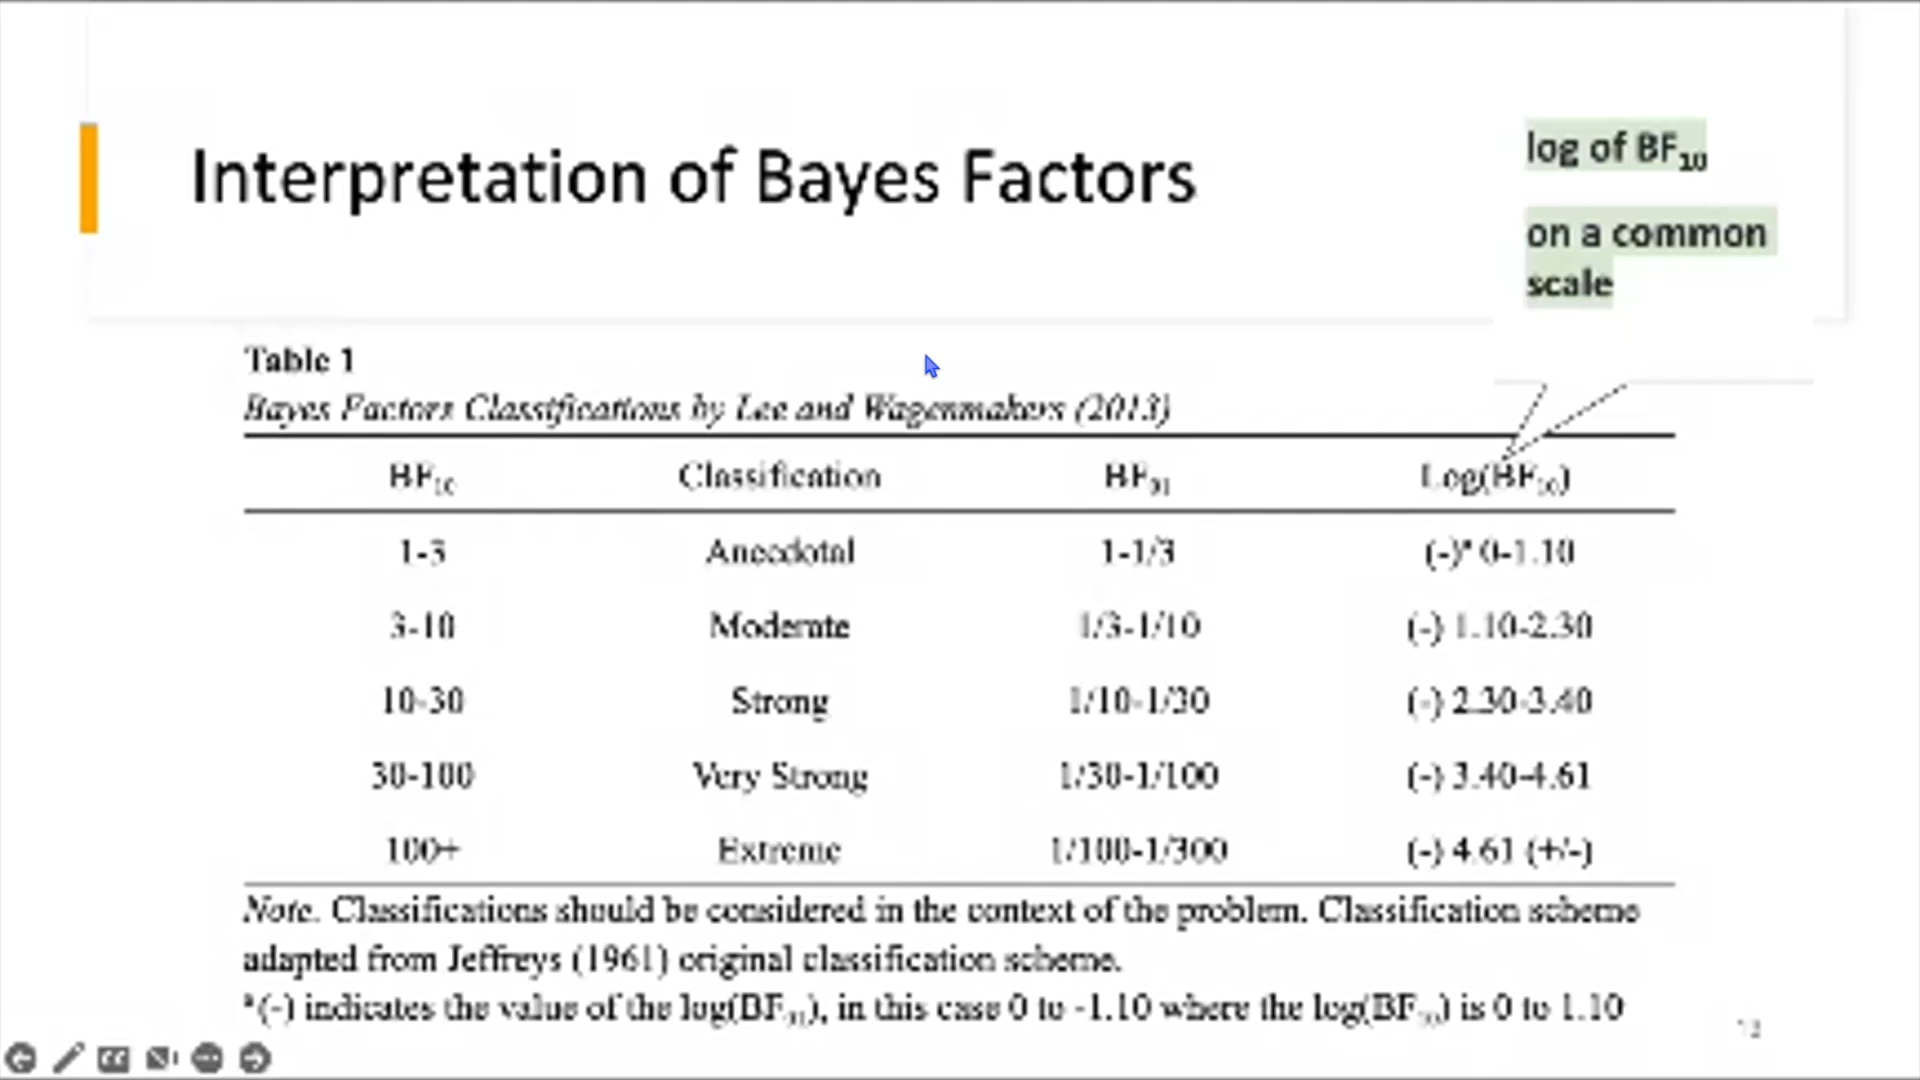 Interpretation of Bayes Factors
log of BF₁₀
on a common
scale
Table 1
Bayes Factors Classifications by Lee and Wagenmakers (2013)
BF₁₀ Classification BF₀₁ Log(BF₁₀)
1-3 Anecdotal 1-1/3 (-)ª 0-1.10
3-10 Moderate 1/3-1/10 (-) 1.10-2.30
10-30 Strong 1/10-1/30 (-) 2.30-3.40
30-100 Very Strong 1/30-1/100 (-) 3.40-4.61
100+ Extreme 1/100-1/300 (-) 4.61 (+/-)
Note. Classifications should be considered in the context of the problem. Classification scheme
adapted from Jeffreys (1961) original classification scheme.
ª(-) indicates the value of the log(BF₀₁), in this case 0 to -1.10 where the log(BF₁₀) is 0 to 1.10